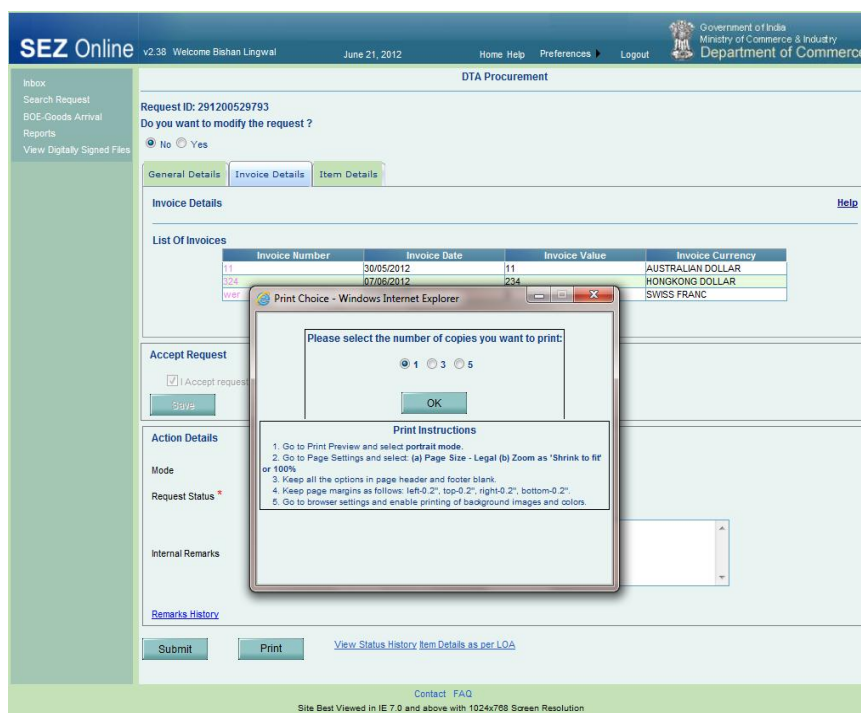 SEZ Online v2.38 Welcome Bishan Lingwal June 21, 2012 Home Help Preferences Logout
Government of India
Ministry of Commerce & Industry
Department of Commerce
Inbox
Search Request
BOE-Goods Arrival
Reports
View Digitally Signed Files
DTA Procurement
Request ID: 291200529793
Do you want to modify the request ?
No Yes
General Details Invoice Details Item Details
Invoice Details Help
List Of Invoices
Invoice Number Invoice Date Invoice Value Invoice Currency
11 30/05/2012 11 AUSTRALIAN DOLLAR
324 07/06/2012 234 HONGKONG DOLLAR
wer SWISS FRANC
Print Choice - Windows Internet Explorer
Please select the number of copies you want to print:
1 3 5
OK
Print Instructions
1. Go to Print Preview and select portrait mode.
2. Go to Page Settings and select: (a) Page Size - Legal (b) Zoom as 'Shrink to fit'
or 100%
3. Keep all the options in page header and footer blank.
4. Keep page margins as follows: left-0.2", top-0.2", right-0.2", bottom-0.2".
5. Go to browser settings and enable printing of background images and colors.
Accept Request
I Accept request
Save
Action Details
Mode
Request Status *
Internal Remarks
Remarks History
Submit Print View Status History Item Details as per LOA
Contact FAQ
Site Best Viewed in IE 7.0 and above with 1024x768 Screen Resolution